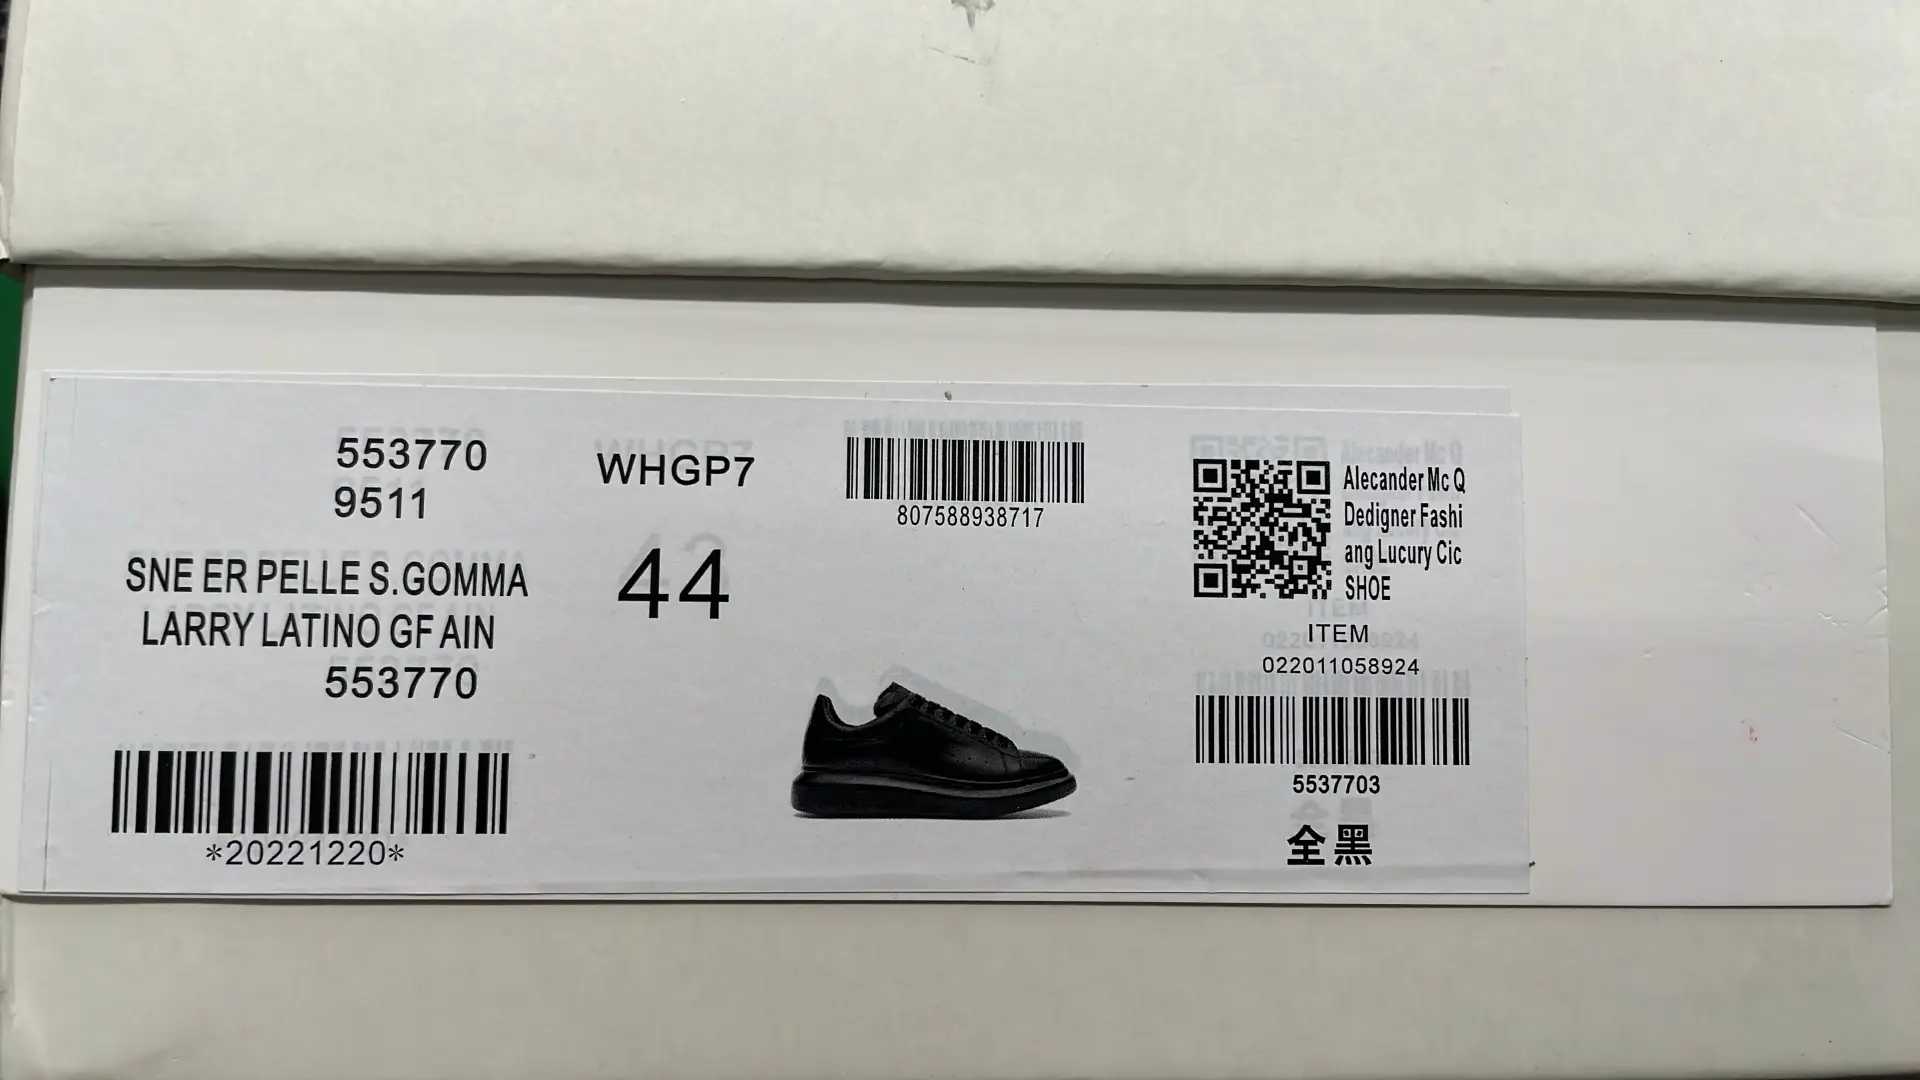 553770
9511
SNE ER PELLE S.GOMMA
LARRY LATINO GF AIN
553770
*20221220*
WHGP7
44
807588938717
Alecander Mc Q
Dedigner Fashi
ang Lucury Cic
SHOE
ITEM
022011058924
5537703
全黑